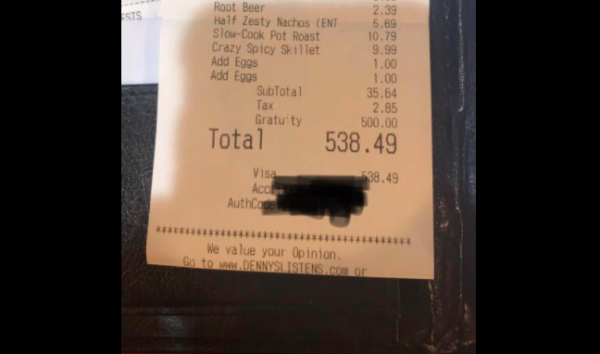 ESTS
Root Beer 2.39
Half Zesty Nachos (ENT 5.69
Slow-Cook Pot Roast 10.79
Crazy Spicy Skillet 9.99
Add Eggs 1.00
Add Eggs 1.00
SubTotal 35.64
Tax 2.85
Gratuity 500.00
Total 538.49
Visa 538.49
Acc
AuthCode
*****************************************
We value your Opinion.
Go to www.DENNYSLISTENS.com or